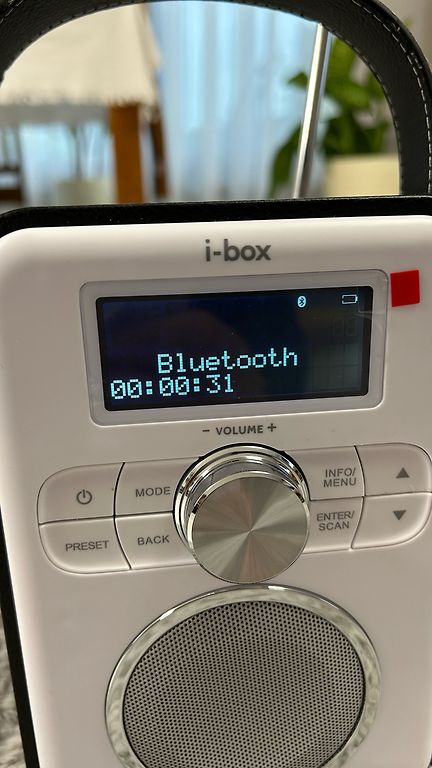 i-box
Bluetooth
00:00:31
− VOLUME +
MODE
INFO/
MENU
PRESET
BACK
ENTER/
SCAN